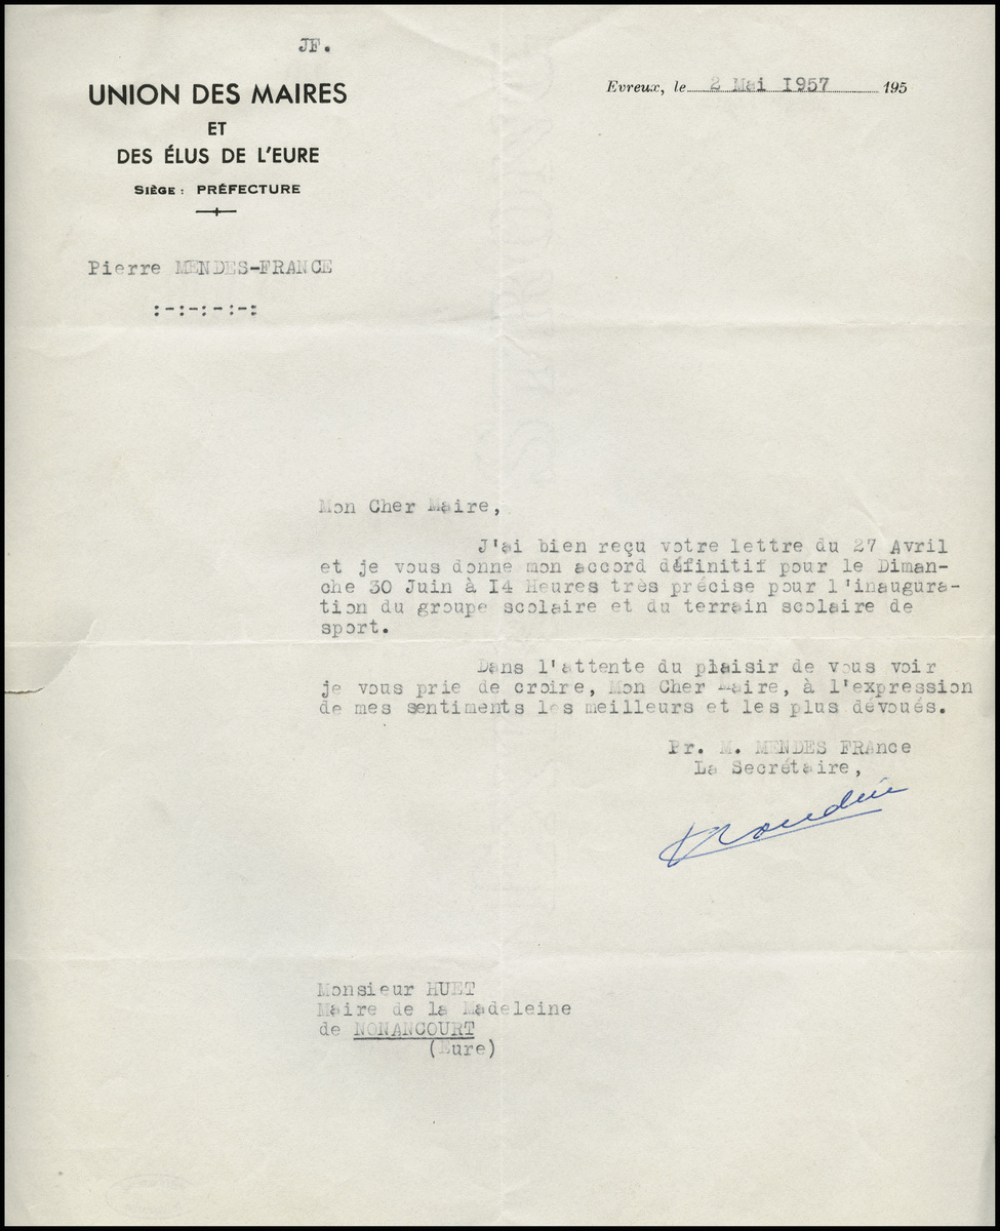 JF.
UNION DES MAIRES
ET
DES ÉLUS DE L'EURE
SIÈGE : PRÉFECTURE
Evreux, le 2 Mai 1957 195
Pierre MENDES-FRANCE
:-:-:-:-:
Mon Cher Maire,
J'ai bien reçu votre lettre du 27 Avril
et je vous donne mon accord définitif pour le Diman-
che 30 Juin à 14 Heures très précise pour l'inaugura-
tion du groupe scolaire et du terrain scolaire de
sport.
Dans l'attente du plaisir de vous voir
je vous prie de croire, Mon Cher Maire, à l'expression
de mes sentiments les meilleurs et les plus dévoués.
Pr. M. MENDES FRAnce
La Secrétaire,
Monsieur HUET
Maire de la Madeleine
de NONANCOURT
(Eure)